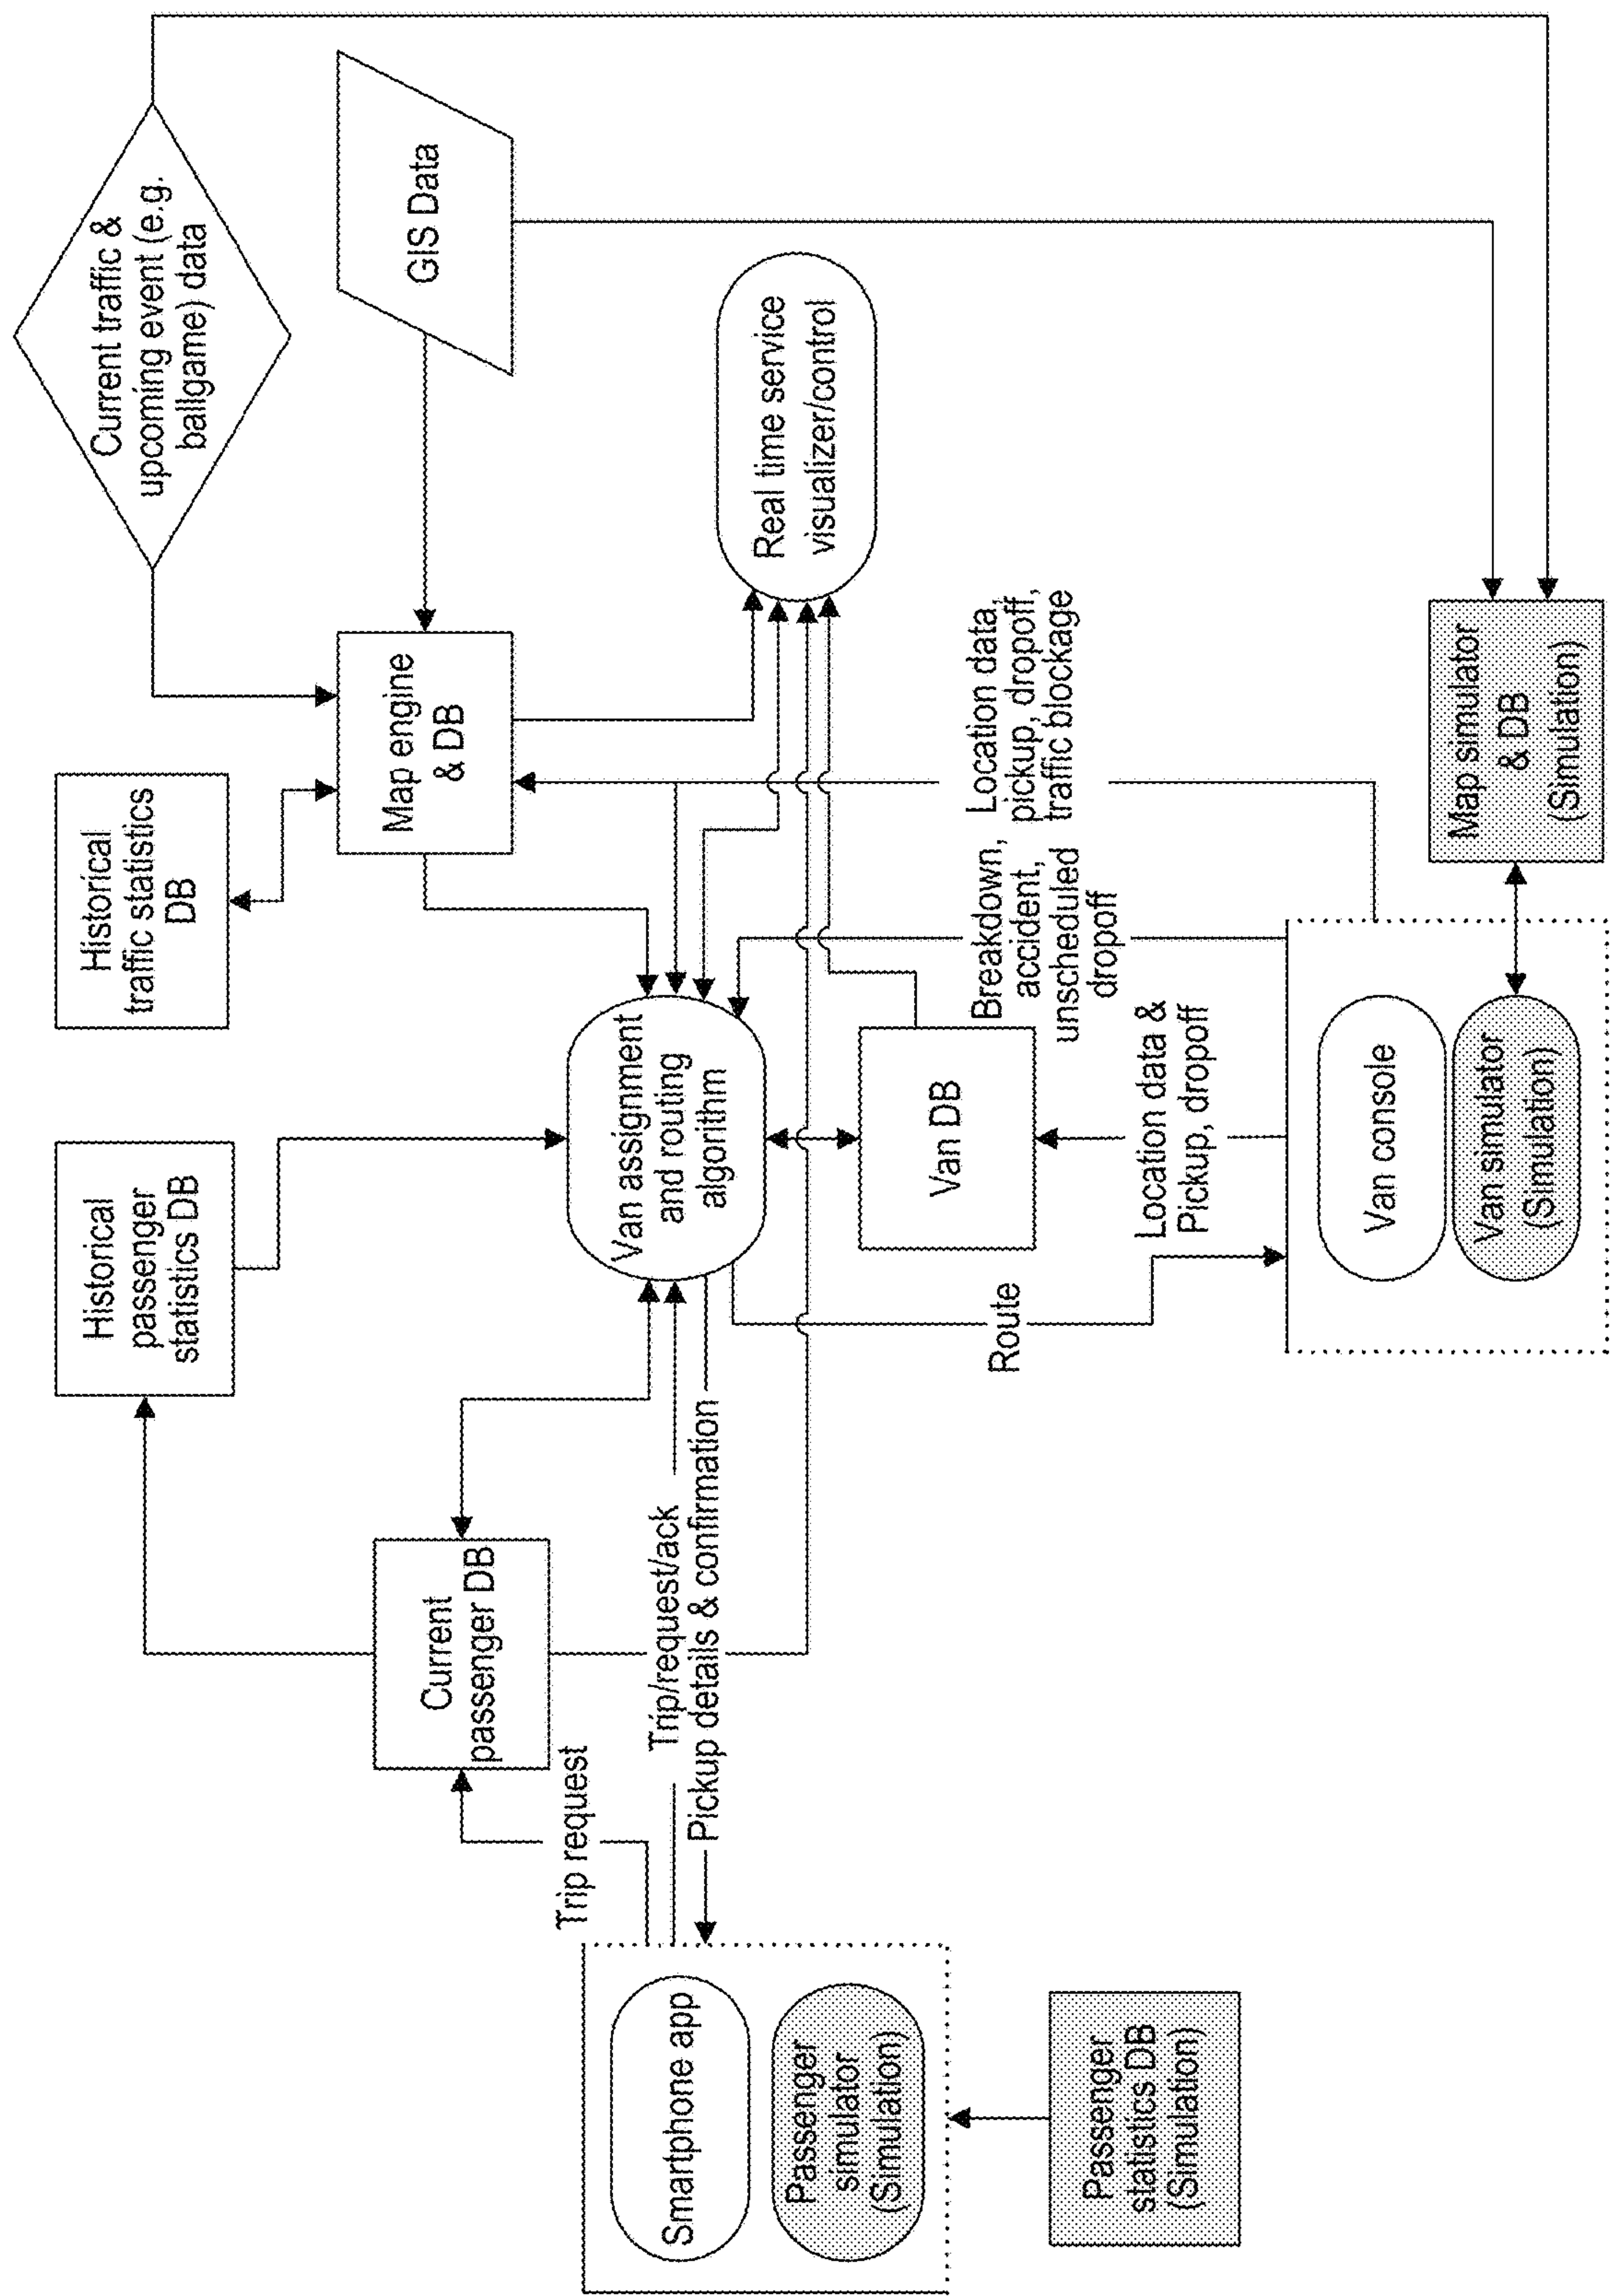 Current traffic &
upcoming event (e.g.
ballgame) data
Historical
passenger
statistics DB
Historical
traffic statistics
DB
GIS Data
Map engine
& DB
Current
passenger DB
Trip request
Van assignment
and routing
algorithm
Real time service
visualizer/control
Smartphone app
Passenger
simulator
(Simulation)
Trip/request/ack
Pickup details & confirmation
Van DB
Route
Location data &
Pickup, dropoff
Breakdown,
accident,
unscheduled
dropoff
Location data,
pickup, dropoff,
traffic blockage
Passenger
statistics DB
(Simulation)
Van console
Van simulator
(Simulation)
Map simulator
& DB
(Simulation)